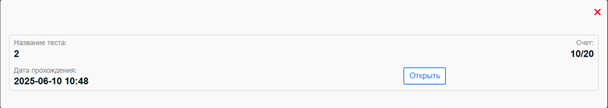 Название теста:
Счет:
2
10/20
Дата прохождения:
2025-06-10 10:48
Открыть